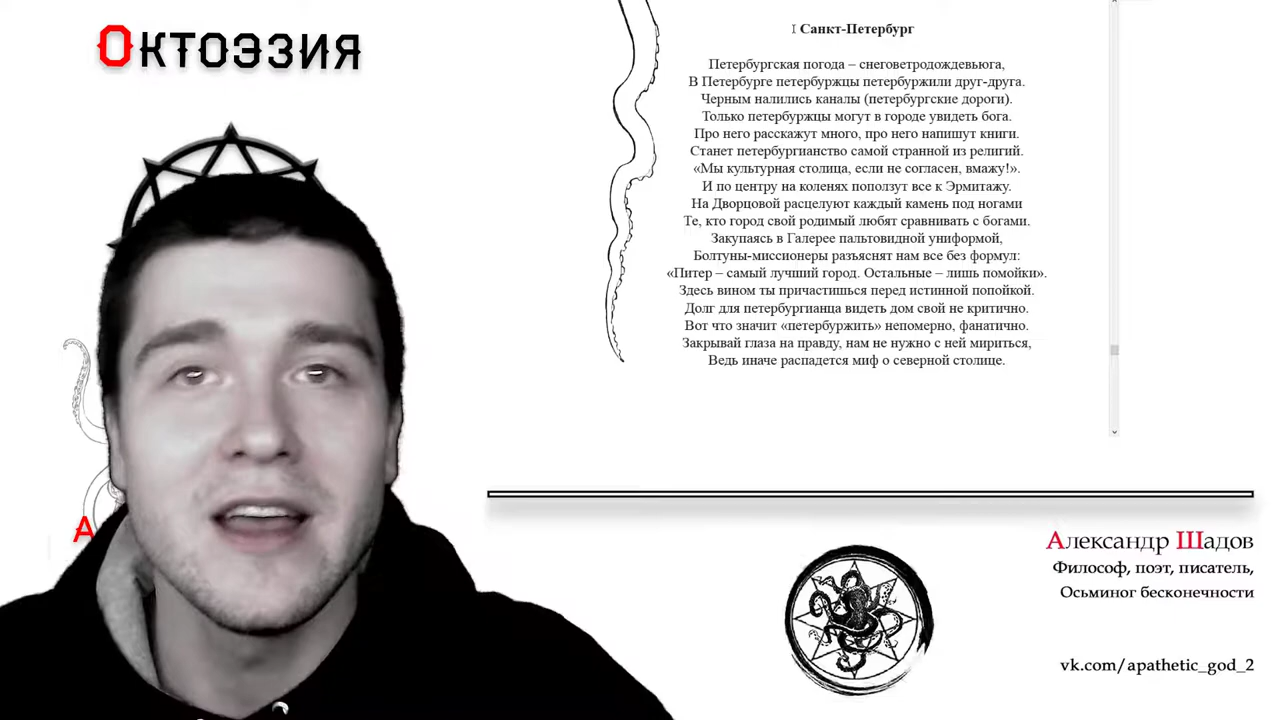 Октоэзия
Санкт-Петербург
Петербургская погода – снеговетродождевьюга,
В Петербурге петербуржцы петербуржили друг-друга.
Черным налились каналы (петербургские дороги).
Только петербуржцы могут в городе увидеть бога.
Про него расскажут много, про него напишут книги.
Станет петербургианство самой странной из религий.
«Мы культурная столица, если не согласен, вмажу!».
И по центру на коленях поползут все к Эрмитажу.
На Дворцовой расцелуют каждый камень под ногами
Те, кто город свой родимый любят сравнивать с богами.
Закупаясь в Галерее пальтовидной униформой,
Болтуны-миссионеры разъяснят нам все без формул:
«Питер – самый лучший город. Остальные – лишь помойки».
Здесь вином ты причастишься перед истинной попойкой.
Долг для петербургианца видеть дом свой не критично.
Вот что значит «петербуржить» непомерно, фанатично.
Закрывай глаза на правду, нам не нужно с ней мириться,
Ведь иначе распадется миф о северной столице.
А
Александр Шадов
Философ, поэт, писатель,
Осьминог бесконечности
vk.com/apathetic_god_2